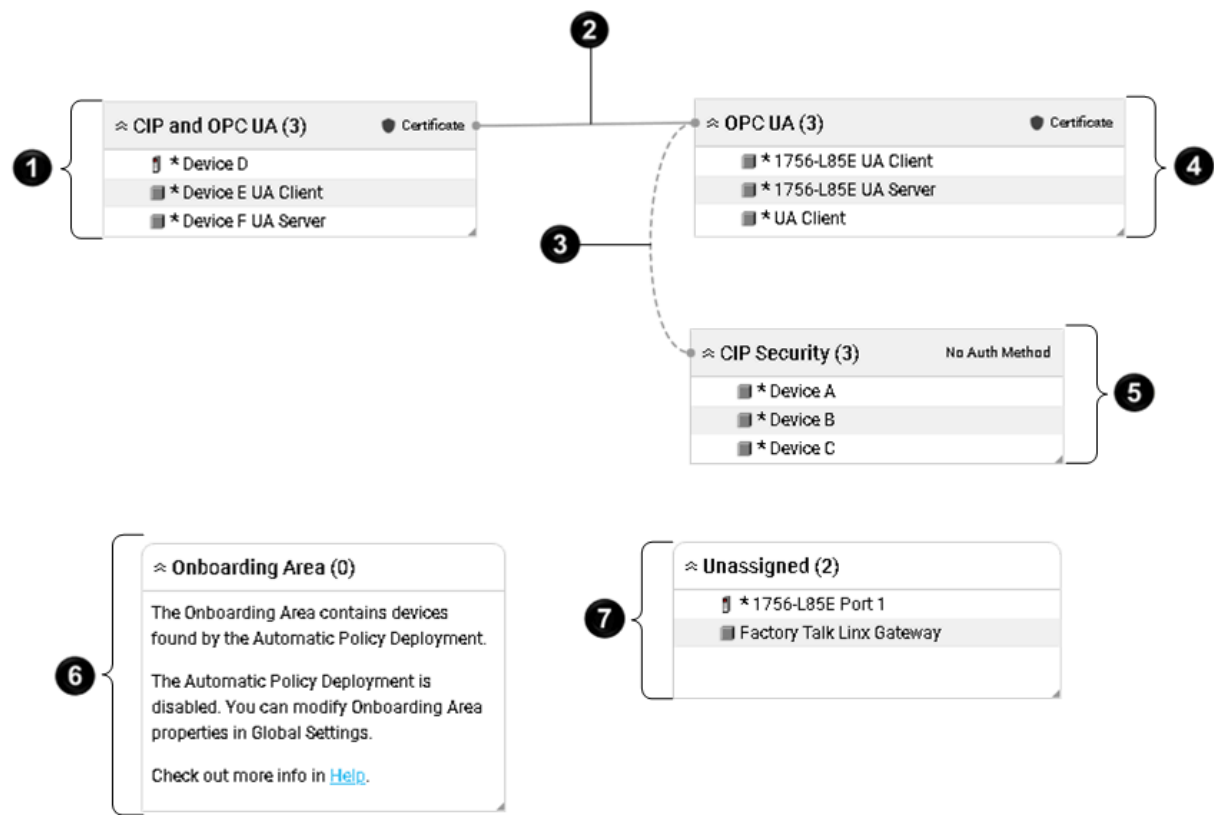 2
1
CIP and OPC UA (3) Certificate
* Device D
* Device E UA Client
* Device F UA Server
OPC UA (3) Certificate
* 1756-L85E UA Client
* 1756-L85E UA Server
* UA Client
4
3
CIP Security (3) No Auth Method
* Device A
* Device B
* Device C
5
6
Onboarding Area (0)
The Onboarding Area contains devices
found by the Automatic Policy Deployment.
The Automatic Policy Deployment is
disabled. You can modify Onboarding Area
properties in Global Settings.
Check out more info in Help.
7
Unassigned (2)
* 1756-L85E Port 1
Factory Talk Linx Gateway